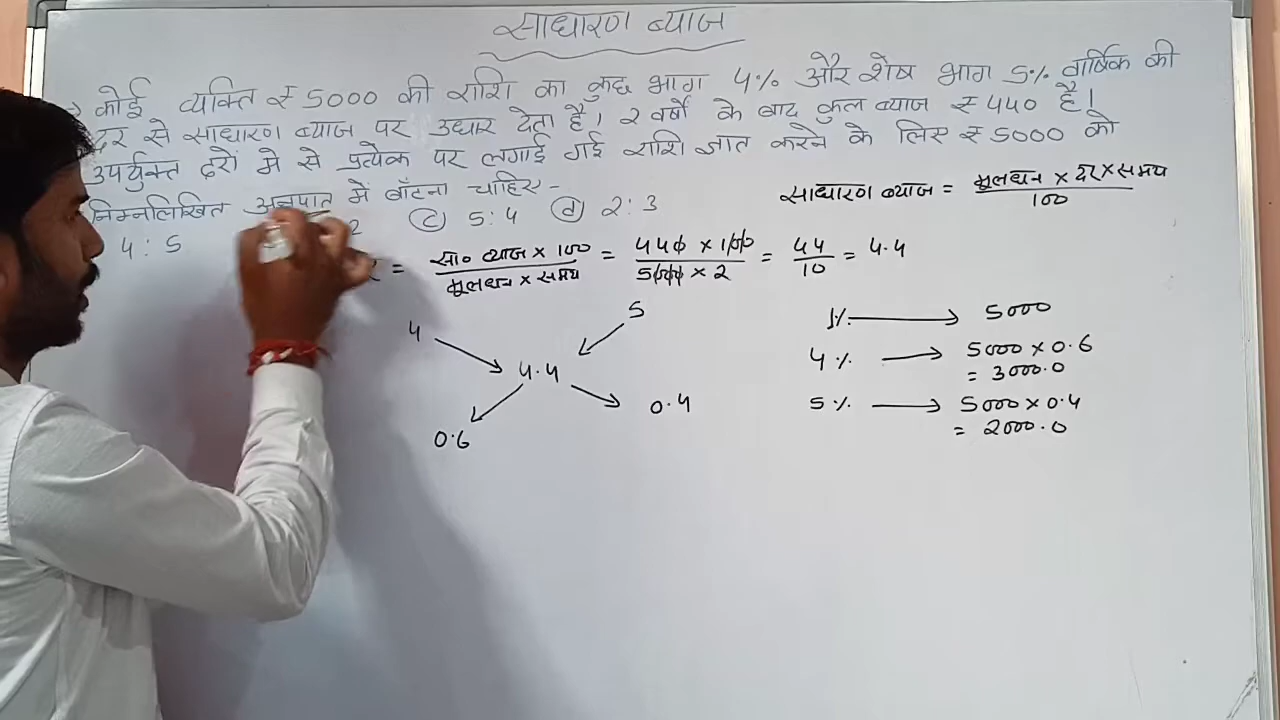 साधारण ब्याज
कोई व्यक्ति ₹ 5000 की राशि का कुछ भाग 4% और शेष भाग 5% वार्षिक की
दर से साधारण ब्याज पर उधार देता है। 2 वर्षों के बाद कुल ब्याज ₹ 440 है।
उपर्युक्त दरों मे से प्रत्येक पर लगाई गई राशि ज्ञात करने के लिए ₹ 5000 को
निम्नलिखित अनुपात में बाँटना चाहिए -
4 : 5
2
(c) 5 : 4
(d) 2 : 3
साधारण ब्याज = मूलधन × दर × समय / 100
= सा० ब्याज × 100 / मूलधन × समय = 440 × 100 / 5000 × 2 = 44 / 10 = 4.4
4
5
4.4
0.6
0.4
1% → 5000
4% → 5000 × 0.6
= 3000.0
5% → 5000 × 0.4
= 2000.0